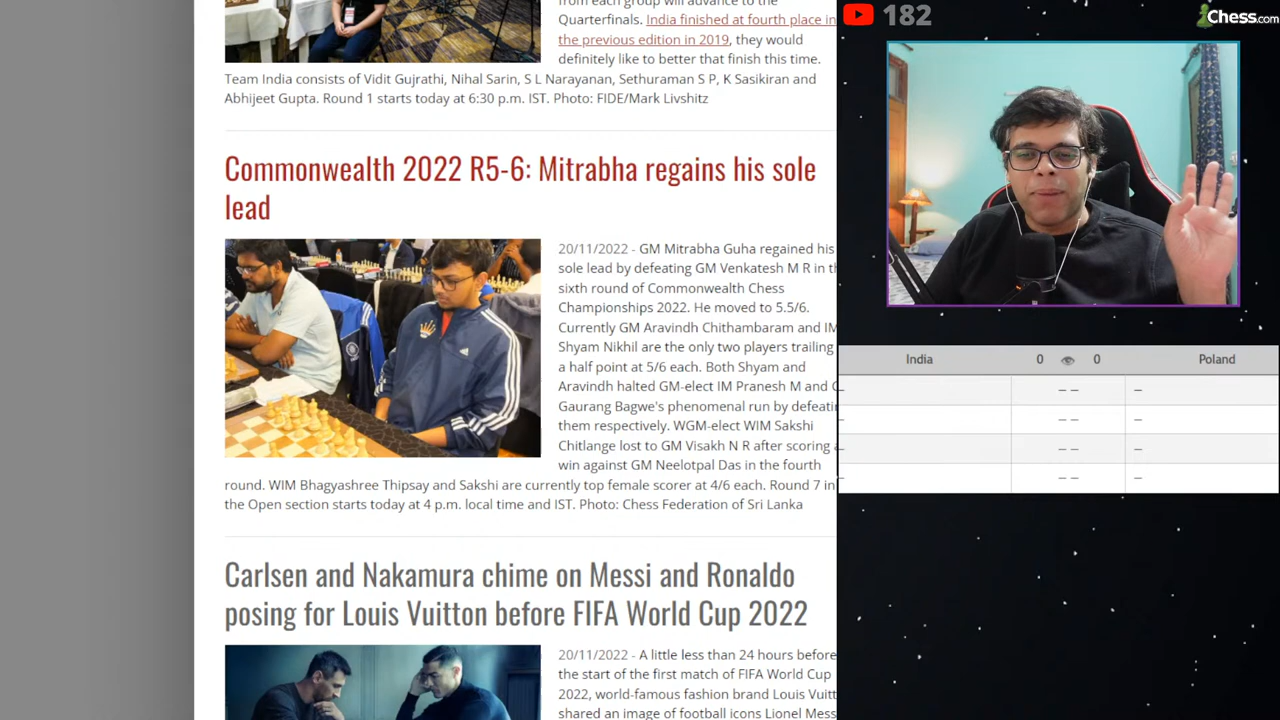 from each group will advance to the
Quarterfinals. India finished at fourth place in
the previous edition in 2019, they would
definitely like to better that finish this time.
Team India consists of Vidit Gujrathi, Nihal Sarin, S L Narayanan, Sethuraman S P, K Sasikiran and
Abhijeet Gupta. Round 1 starts today at 6:30 p.m. IST. Photo: FIDE/Mark Livshitz
Commonwealth 2022 R5-6: Mitrabha regains his sole
lead
20/11/2022 - GM Mitrabha Guha regained his
sole lead by defeating GM Venkatesh M R in
sixth round of Commonwealth Chess
Championships 2022. He moved to 5.5/6.
Currently GM Aravindh Chithambaram and IM
Shyam Nikhil are the only two players trailing
a half point at 5/6 each. Both Shyam and
Aravindh halted GM-elect IM Pranesh M and
Gaurang Bagwe's phenomenal run by
them respectively. WGM-elect WIM Sakshi
Chitlange lost to GM Visakh N R after scoring
win against GM Neelotpal Das in the fourth
round. WIM Bhagyashree Thipsay and Sakshi are currently top female scorer at 4/6 each. Round 7 in
the Open section starts today at 4 p.m. local time and IST. Photo: Chess Federation of Sri Lanka
Carlsen and Nakamura chime on Messi and Ronaldo
posing for Louis Vuitton before FIFA World Cup 2022
20/11/2022 - A little less than 24 hours before
the start of the first match of FIFA World Cup
2022, world-famous fashion brand Louis
shared an image of football icons Lionel
182
Chess.com
India 0 0 Poland
– – – –
– – – –
– – – –
– – – –